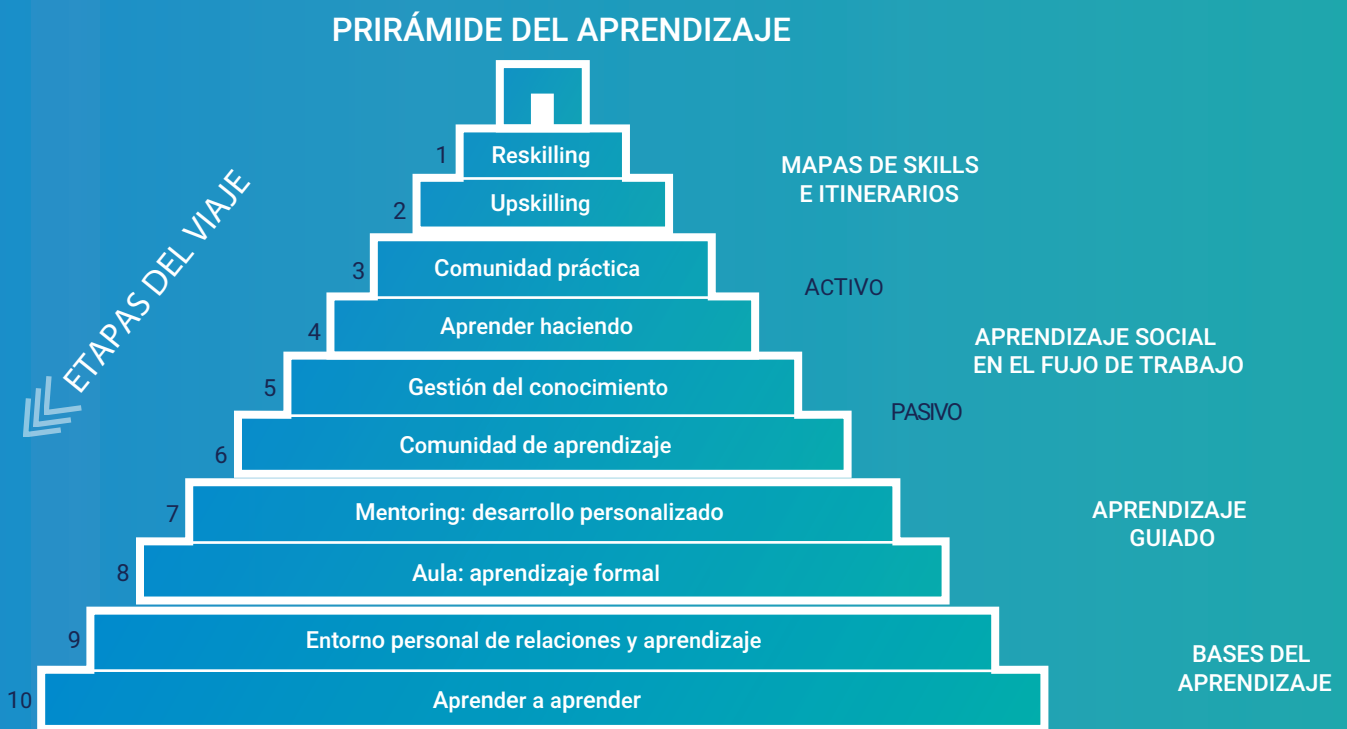 PRIRÁMIDE DEL APRENDIZAJE
ETAPAS DEL VIAJE
1 Reskilling
2 Upskilling
MAPAS DE SKILLS
E ITINERARIOS
3 Comunidad práctica
ACTIVO
4 Aprender haciendo
5 Gestión del conocimiento
PASIVO
6 Comunidad de aprendizaje
APRENDIZAJE SOCIAL
EN EL FUJO DE TRABAJO
7 Mentoring: desarrollo personalizado
8 Aula: aprendizaje formal
APRENDIZAJE
GUIADO
9 Entorno personal de relaciones y aprendizaje
10 Aprender a aprender
BASES DEL
APRENDIZAJE